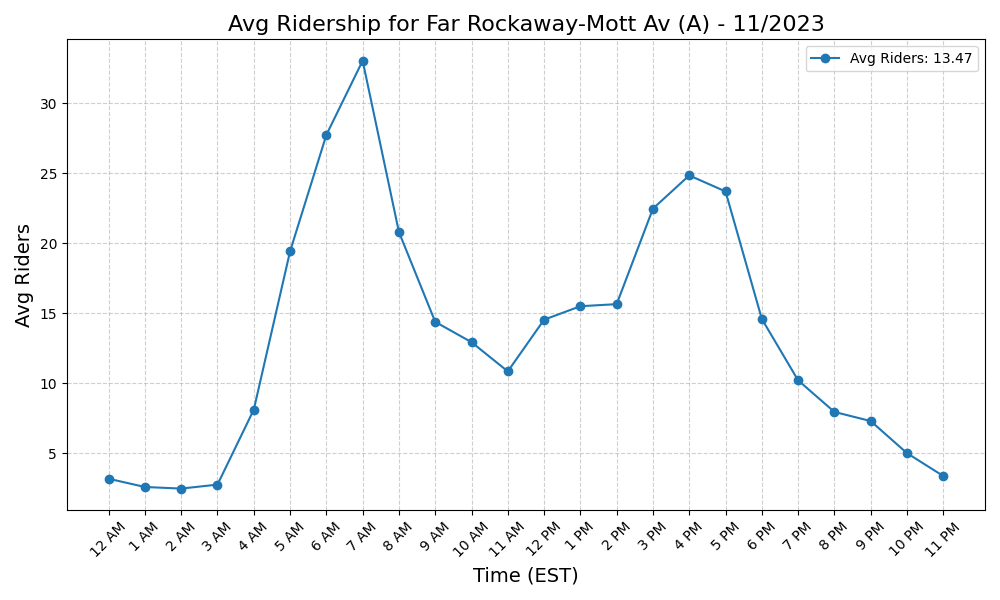 Avg Ridership for Far Rockaway-Mott Av (A) - 11/2023
Avg Riders: 13.47
Avg Riders
30
25
20
15
10
5
12 AM
1 AM
2 AM
3 AM
4 AM
5 AM
6 AM
7 AM
8 AM
9 AM
10 AM
11 AM
12 PM
1 PM
2 PM
3 PM
4 PM
5 PM
6 PM
7 PM
8 PM
9 PM
10 PM
11 PM
Time (EST)